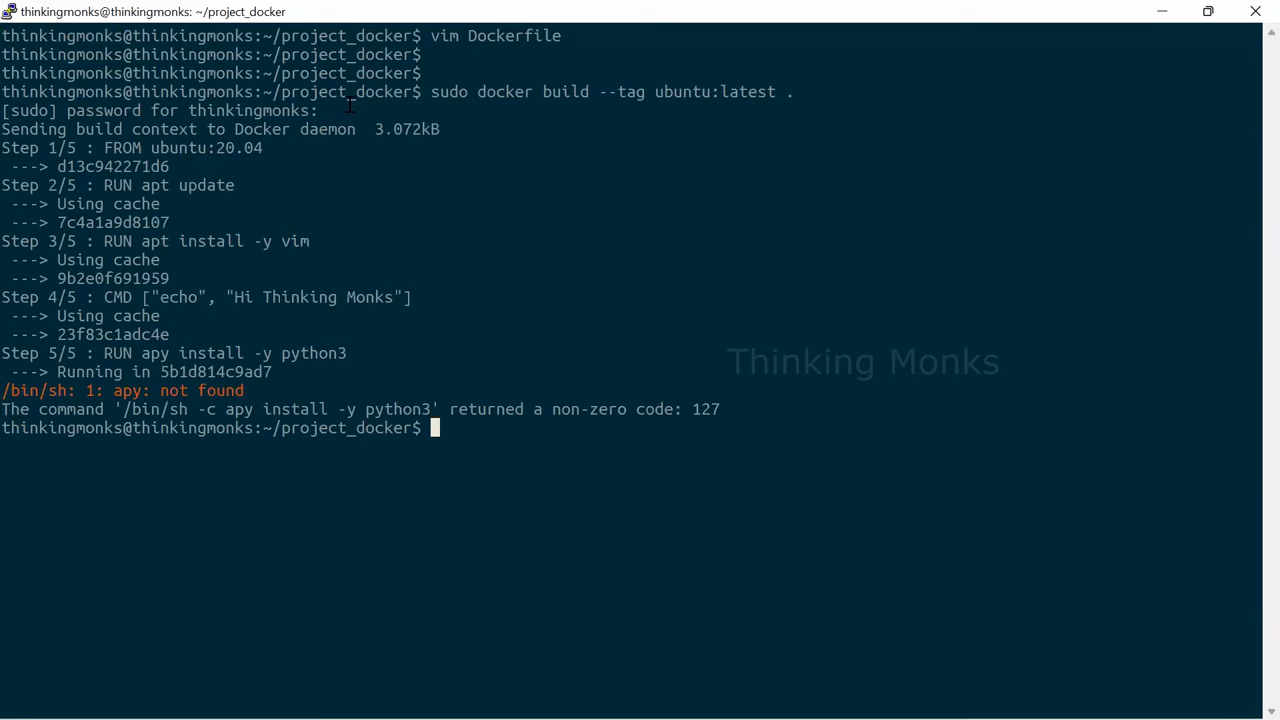 thinkingmonks@thinkingmonks: ~/project_docker
thinkingmonks@thinkingmonks:~/project_docker$ vim Dockerfile
thinkingmonks@thinkingmonks:~/project_docker$
thinkingmonks@thinkingmonks:~/project_docker$
thinkingmonks@thinkingmonks:~/project_docker$ sudo docker build --tag ubuntu:latest .
[sudo] password for thinkingmonks:
Sending build context to Docker daemon  3.072kB
Step 1/5 : FROM ubuntu:20.04
 ---> d13c942271d6
Step 2/5 : RUN apt update
 ---> Using cache
 ---> 7c4a1a9d8107
Step 3/5 : RUN apt install -y vim
 ---> Using cache
 ---> 9b2e0f691959
Step 4/5 : CMD ["echo", "Hi Thinking Monks"]
 ---> Using cache
 ---> 23f83c1adc4e
Step 5/5 : RUN apy install -y python3
 ---> Running in 5b1d814c9ad7
Thinking Monks
/bin/sh: 1: apy: not found
The command '/bin/sh -c apy install -y python3' returned a non-zero code: 127
thinkingmonks@thinkingmonks:~/project_docker$